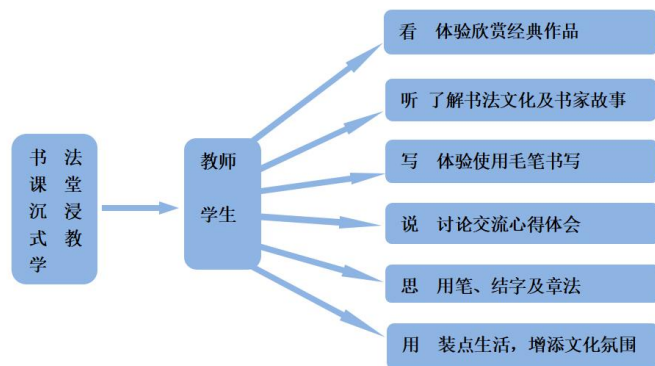 书 法
课 堂
沉 浸
式 教
学
教师
学生
看 体验欣赏经典作品
听 了解书法文化及书家故事
写 体验使用毛笔书写
说 讨论交流心得体会
思 用笔、结字及章法
用 装点生活，增添文化氛围